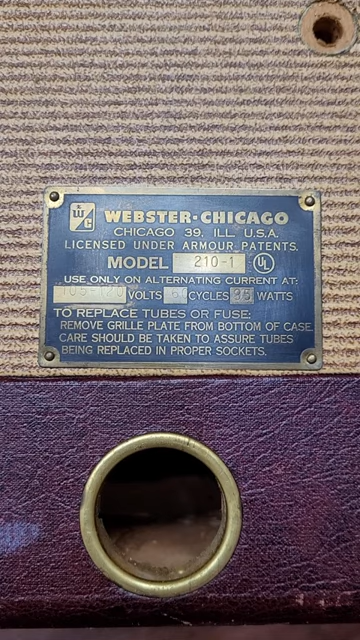 W C
WEBSTER-CHICAGO
CHICAGO 39, ILL. U.S.A.
LICENSED UNDER ARMOUR PATENTS.
MODEL 210-1 UL
USE ONLY ON ALTERNATING CURRENT AT:
105-120 VOLTS CYCLES WATTS
TO REPLACE TUBES OR FUSE:
REMOVE GRILLE PLATE FROM BOTTOM OF CASE.
CARE SHOULD BE TAKEN TO ASSURE TUBES
BEING REPLACED IN PROPER SOCKETS.